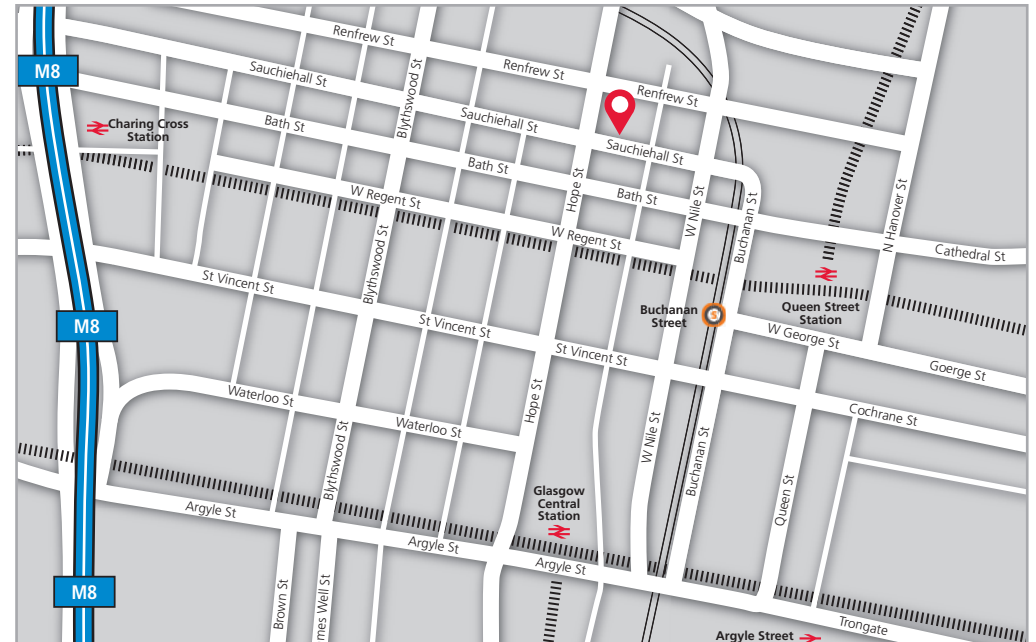 Renfrew St
M8
Sauchiehall St
Renfrew St
Blythswood St
Renfrew St
Charing Cross
Station
Bath St
Sauchiehall St
Sauchiehall St
Bath St
Hope St
Bath St
W Nile St
Buchanan St
N Hanover St
W Regent St
W Regent St
Cathedral St
Blythswood St
St Vincent St
Queen Street
Station
Buchanan
Street
S
M8
St Vincent St
W George St
St Vincent St
Goerge St
Waterloo St
Hope St
Cochrane St
Waterloo St
W Nile St
Blythswood St
Buchanan St
Queen St
Glasgow
Central
Station
Argyle St
Argyle St
Argyle St
M8
Brown St
mes Well St
Trongate
Argyle Street